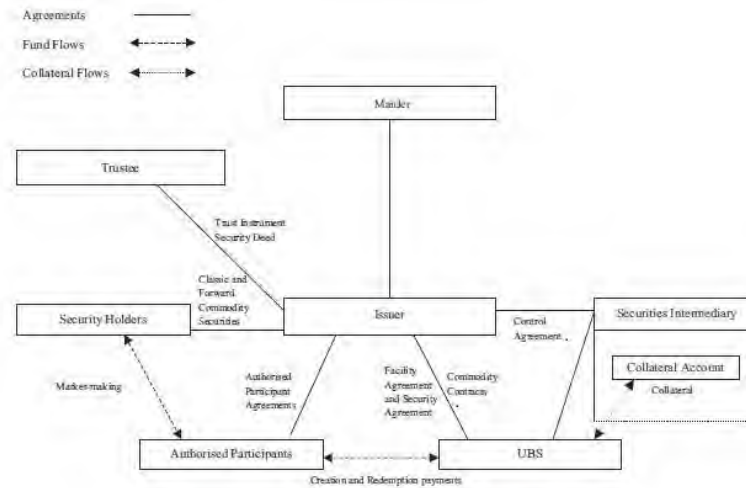 Agreements
Fund Flows
Collateral Flows
Trustee
Trust Instrument
Security Deed
Classic and
Forward
Commodity
Securities
Security Holders
Issuer
Securities Intermediary
Control
Agreement
Collateral Account
Collateral
Market-making
Authorised
Participant
Agreements
Facility
Agreement
and Security
Agreement
Commodity
Contracts
Authorised Participants
UBS
Creation and Redemption payments